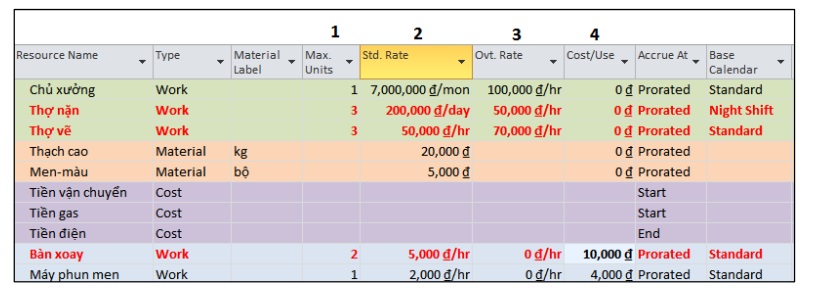 1 2 3 4
Resource Name Type Material Label Max. Units Std. Rate Ovt. Rate Cost/Use Accrue At Base Calendar
Chủ xưởng Work 1 7,000,000 ₫/mon 100,000 ₫/hr 0 ₫ Prorated Standard
Thợ nặn Work 3 200,000 ₫/day 50,000 ₫/hr 0 ₫ Prorated Night Shift
Thợ vẽ Work 3 50,000 ₫/hr 70,000 ₫/hr 0 ₫ Prorated Standard
Thạch cao Material kg 20,000 ₫ 0 ₫ Prorated
Men-màu Material bộ 5,000 ₫ 0 ₫ Prorated
Tiền vận chuyển Cost Start
Tiền gas Cost Start
Tiền điện Cost End
Bàn xoay Work 2 5,000 ₫/hr 0 ₫/hr 10,000 ₫ Prorated Standard
Máy phun men Work 1 2,000 ₫/hr 0 ₫/hr 4,000 ₫ Prorated Standard